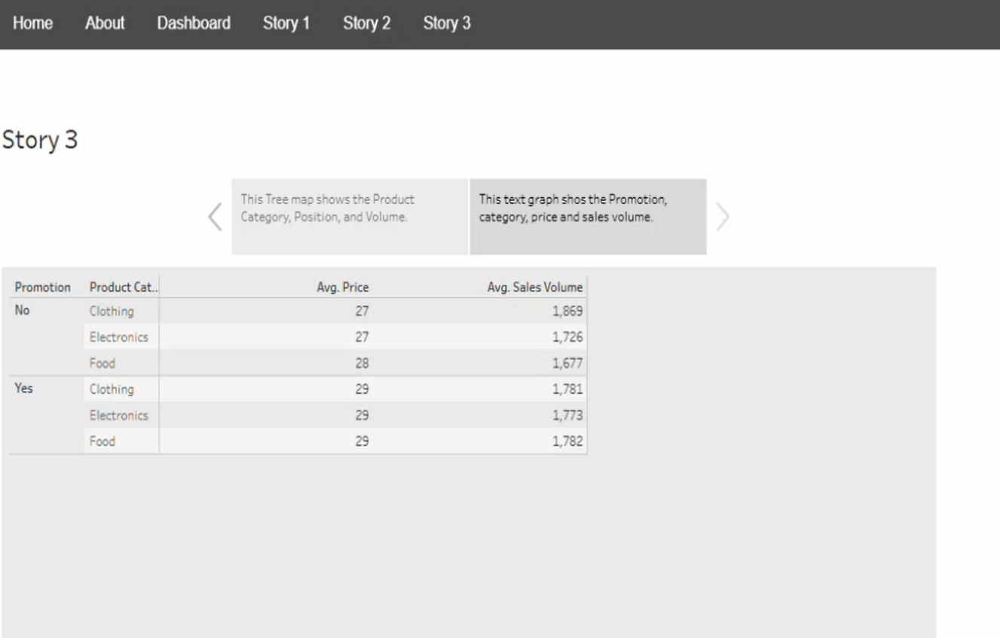 Home About Dashboard Story 1 Story 2 Story 3
Story 3
This Tree map shows the Product
Category, Position, and Volume.
This text graph shos the Promotion,
category, price and sales volume.
Promotion Product Cat.. Avg. Price Avg. Sales Volume
No Clothing 27 1,869
Electronics 27 1,726
Food 28 1,677
Yes Clothing 29 1,781
Electronics 29 1,773
Food 29 1,782